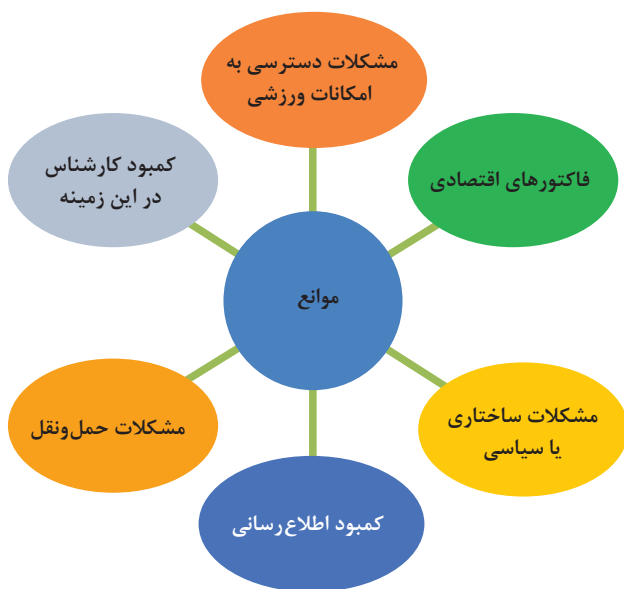 مشکلات دسترسی به
امکانات ورزشی
فاکتورهای اقتصادی
کمبود کارشناس
در این زمینه
موانع
مشکلات ساختاری
یا سیاسی
مشکلات حمل‌ونقل
کمبود اطلاع‌رسانی